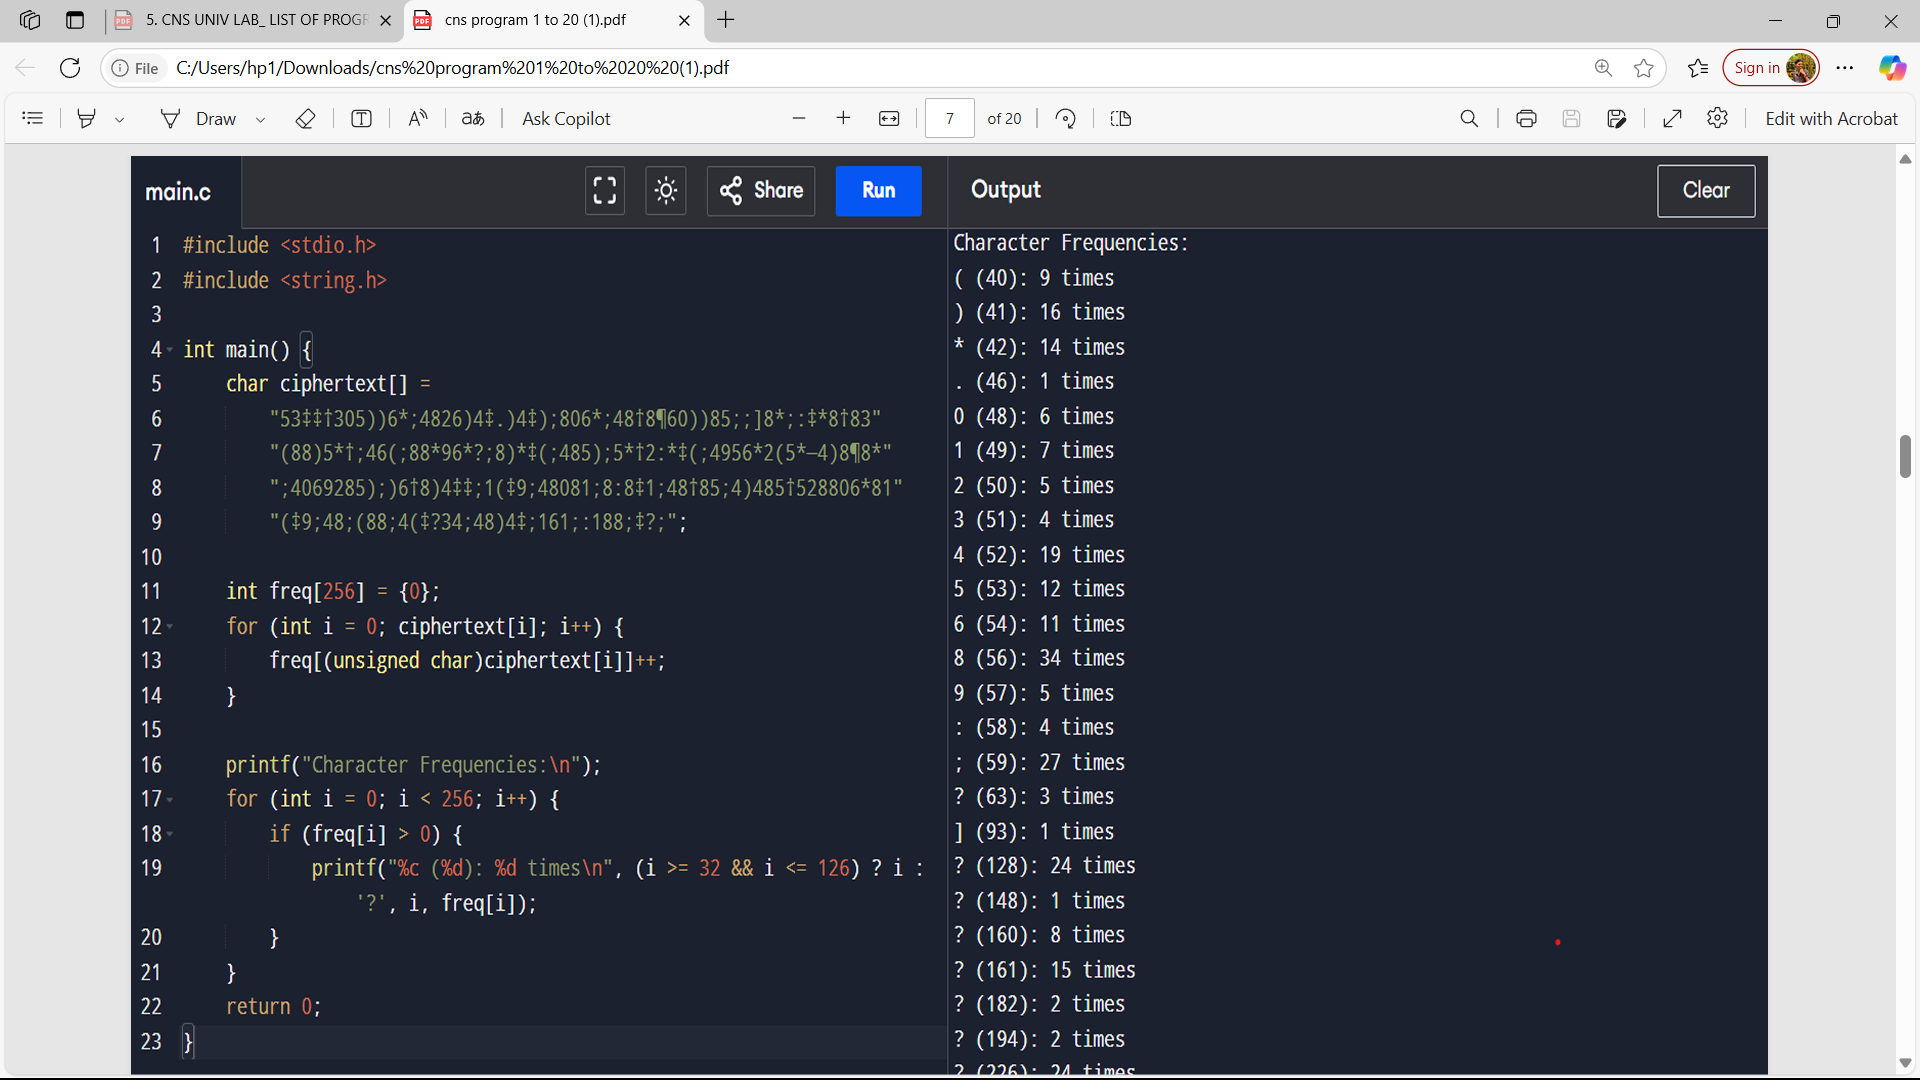 5. CNS UNIV LAB_ LIST OF PROGR
cns program 1 to 20 (1).pdf
File
C:/Users/hp1/Downloads/cns%20program%201%20to%2020%20(1).pdf
Sign in
Draw
Ask Copilot
7 of 20
Edit with Acrobat
main.c
Share
Run
Output
Clear
1 #include <stdio.h>
2 #include <string.h>
3
4 int main() {
5 char ciphertext[] =
6 "53‡‡†305))6*;4826)4‡.)4‡);806*;48†8¶60))85;;]8*;:‡*8†83"
7 "(88)5*†;46(;88*96*?;8)*‡(;485);5*†2:*‡(;4956*2(5*—4)8¶8*"
8 ";4069285);)6†8)4‡‡;1(‡9;48081;8:8‡1;48†85;4)485†528806*81"
9 "(‡9;48;(88;4(‡?34;48)4‡;161;:188;‡?;";
10
11 int freq[256] = {0};
12 for (int i = 0; ciphertext[i]; i++) {
13 freq[(unsigned char)ciphertext[i]]++;
14 }
15
16 printf("Character Frequencies:\n");
17 for (int i = 0; i < 256; i++) {
18 if (freq[i] > 0) {
19 printf("%c (%d): %d times\n", (i >= 32 && i <= 126) ? i :
'?', i, freq[i]);
20 }
21 }
22 return 0;
23 }
Character Frequencies:
( (40): 9 times
) (41): 16 times
* (42): 14 times
. (46): 1 times
0 (48): 6 times
1 (49): 7 times
2 (50): 5 times
3 (51): 4 times
4 (52): 19 times
5 (53): 12 times
6 (54): 11 times
8 (56): 34 times
9 (57): 5 times
: (58): 4 times
; (59): 27 times
? (63): 3 times
] (93): 1 times
? (128): 24 times
? (148): 1 times
? (160): 8 times
? (161): 15 times
? (182): 2 times
? (194): 2 times
? (226): 24 times